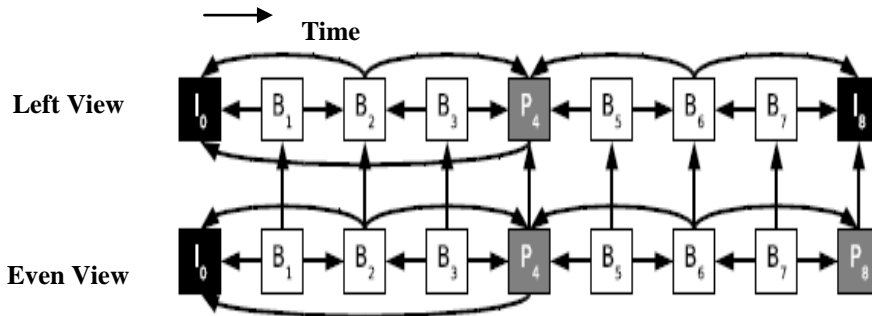 Time
Left View
I0 B1 B2 B3 P4 B5 B6 B7 I8
Even View
I0 B1 B2 B3 P4 B5 B6 B7 P8